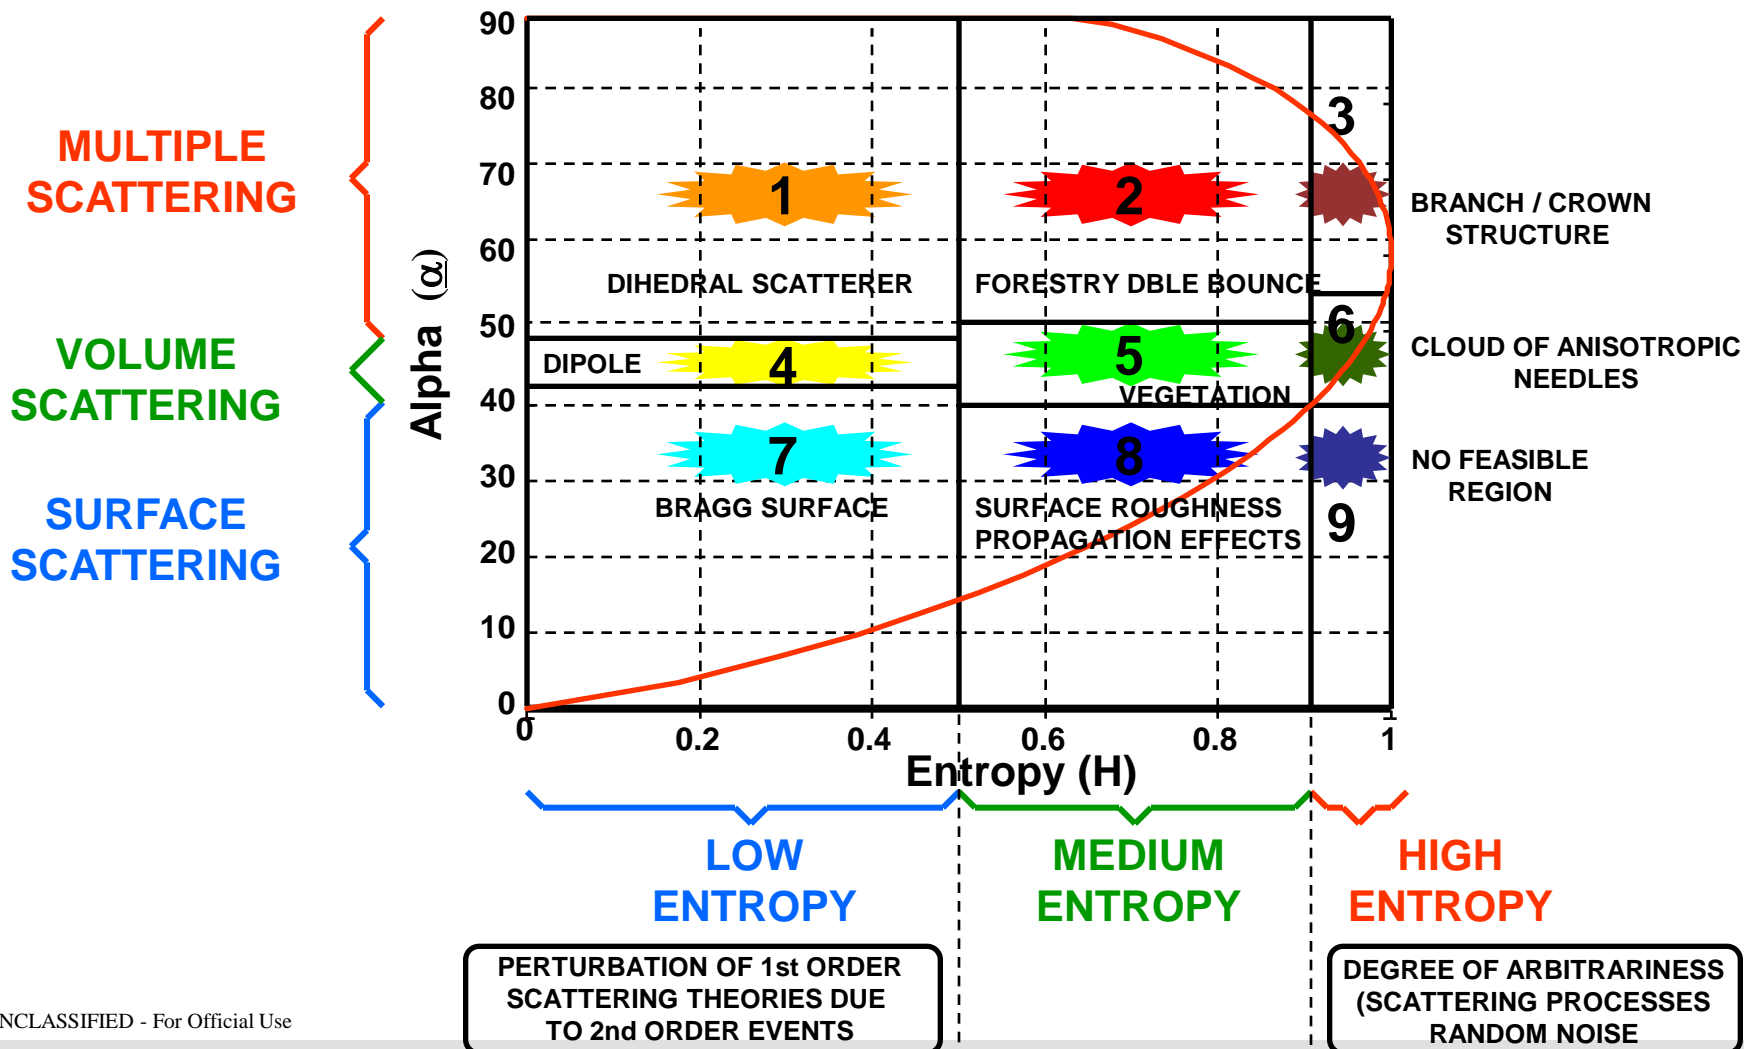 MULTIPLE
SCATTERING
VOLUME
SCATTERING
SURFACE
SCATTERING
Alpha (α)
90
80
70
60
50
40
30
20
10
0
1
2
3
DIHEDRAL SCATTERER
FORESTRY DBLE BOUNCE
BRANCH / CROWN
STRUCTURE
DIPOLE
4
5
6
VEGETATION
CLOUD OF ANISOTROPIC
NEEDLES
7
8
9
BRAGG SURFACE
SURFACE ROUGHNESS
PROPAGATION EFFECTS
NO FEASIBLE
REGION
0 0.2 0.4 0.6 0.8 1
Entropy (H)
LOW
ENTROPY
MEDIUM
ENTROPY
HIGH
ENTROPY
PERTURBATION OF 1st ORDER
SCATTERING THEORIES DUE
TO 2nd ORDER EVENTS
DEGREE OF ARBITRARINESS
(SCATTERING PROCESSES
RANDOM NOISE
NCLASSIFIED - For Official Use